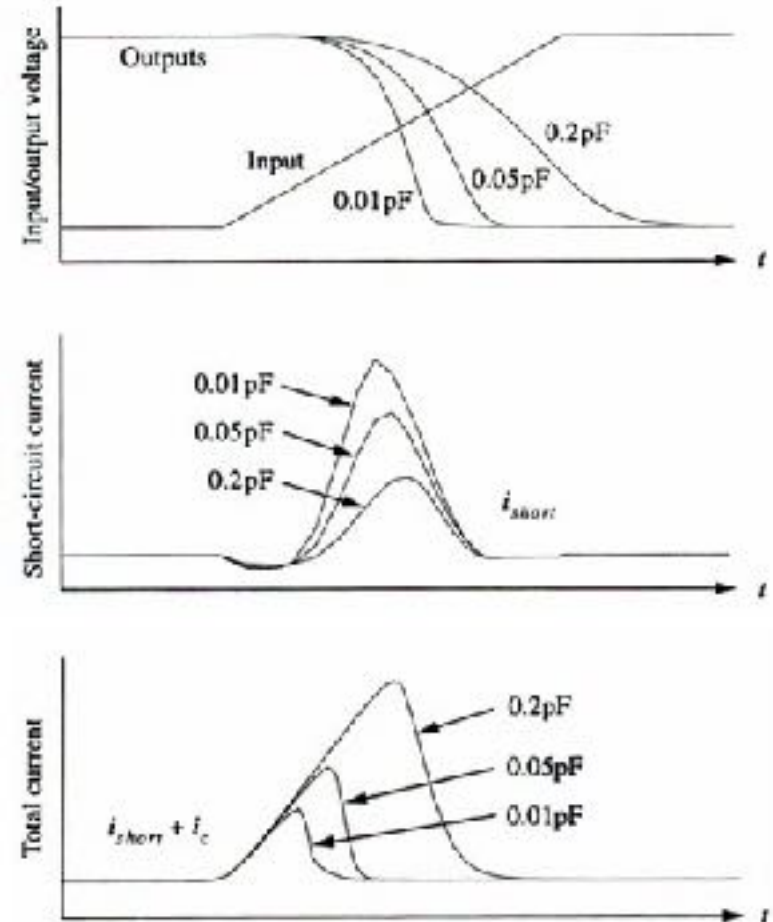 Input/output voltage
Outputs
Input
0.2pF
0.05pF
0.01pF
t
Short-circuit current
0.01pF
0.05pF
0.2pF
i_short
t
Total current
0.2pF
0.05pF
0.01pF
i_short + i_c
t